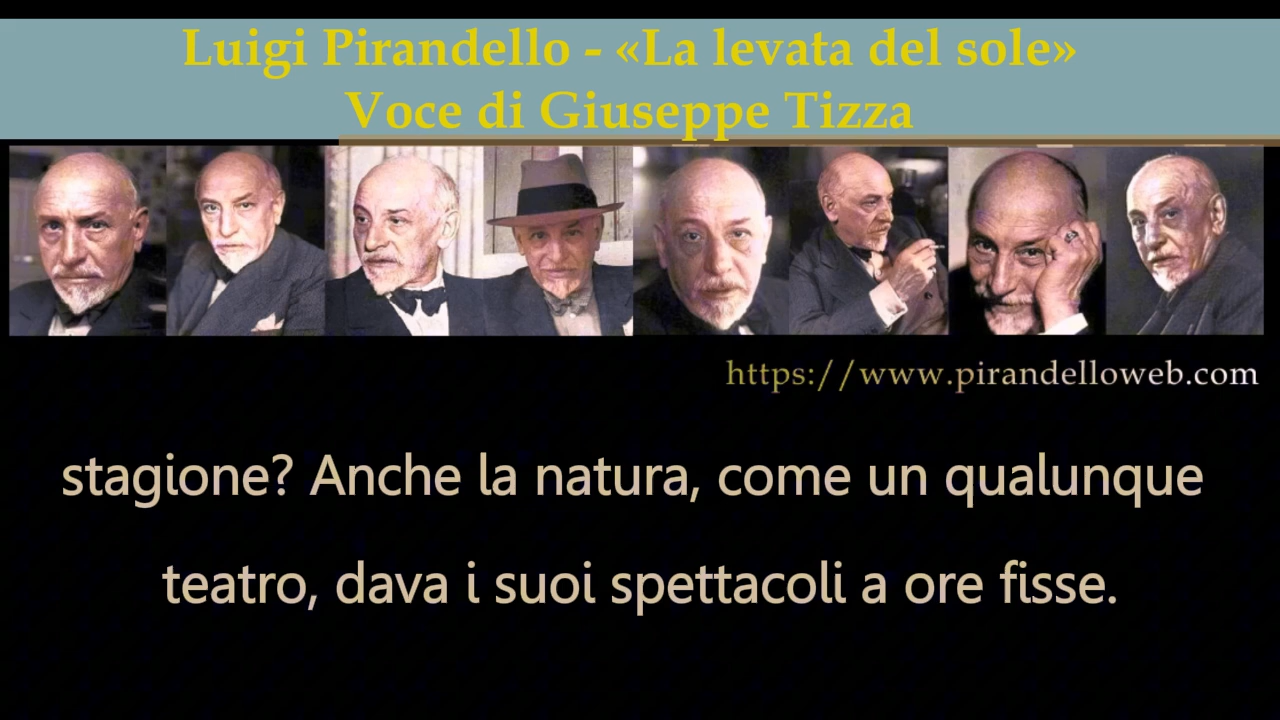 Luigi Pirandello - «La levata del sole»
Voce di Giuseppe Tizza
https://www.pirandelloweb.com
stagione? Anche la natura, come un qualunque
teatro, dava i suoi spettacoli a ore fisse.